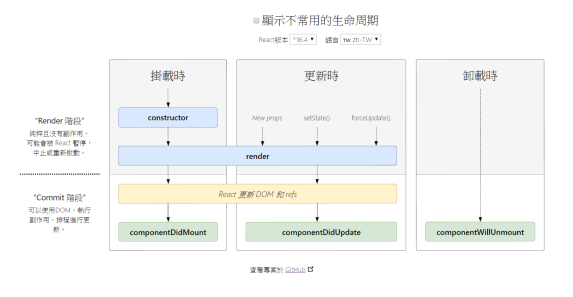 顯示不常用的生命周期
React版本 ^16.4 語言 TW zh-TW
掛載時
更新時
卸載時
"Render 階段"
純粹且沒有副作用，
可能會被 React 暫停，
中止或重新啟動。
constructor
New props
setState()
forceUpdate()
render
"Commit 階段"
可以使用DOM，執行
副作用，排程進行更
新。
React 更新 DOM 和 refs
componentDidMount
componentDidUpdate
componentWillUnmount
查看專案於 GitHub